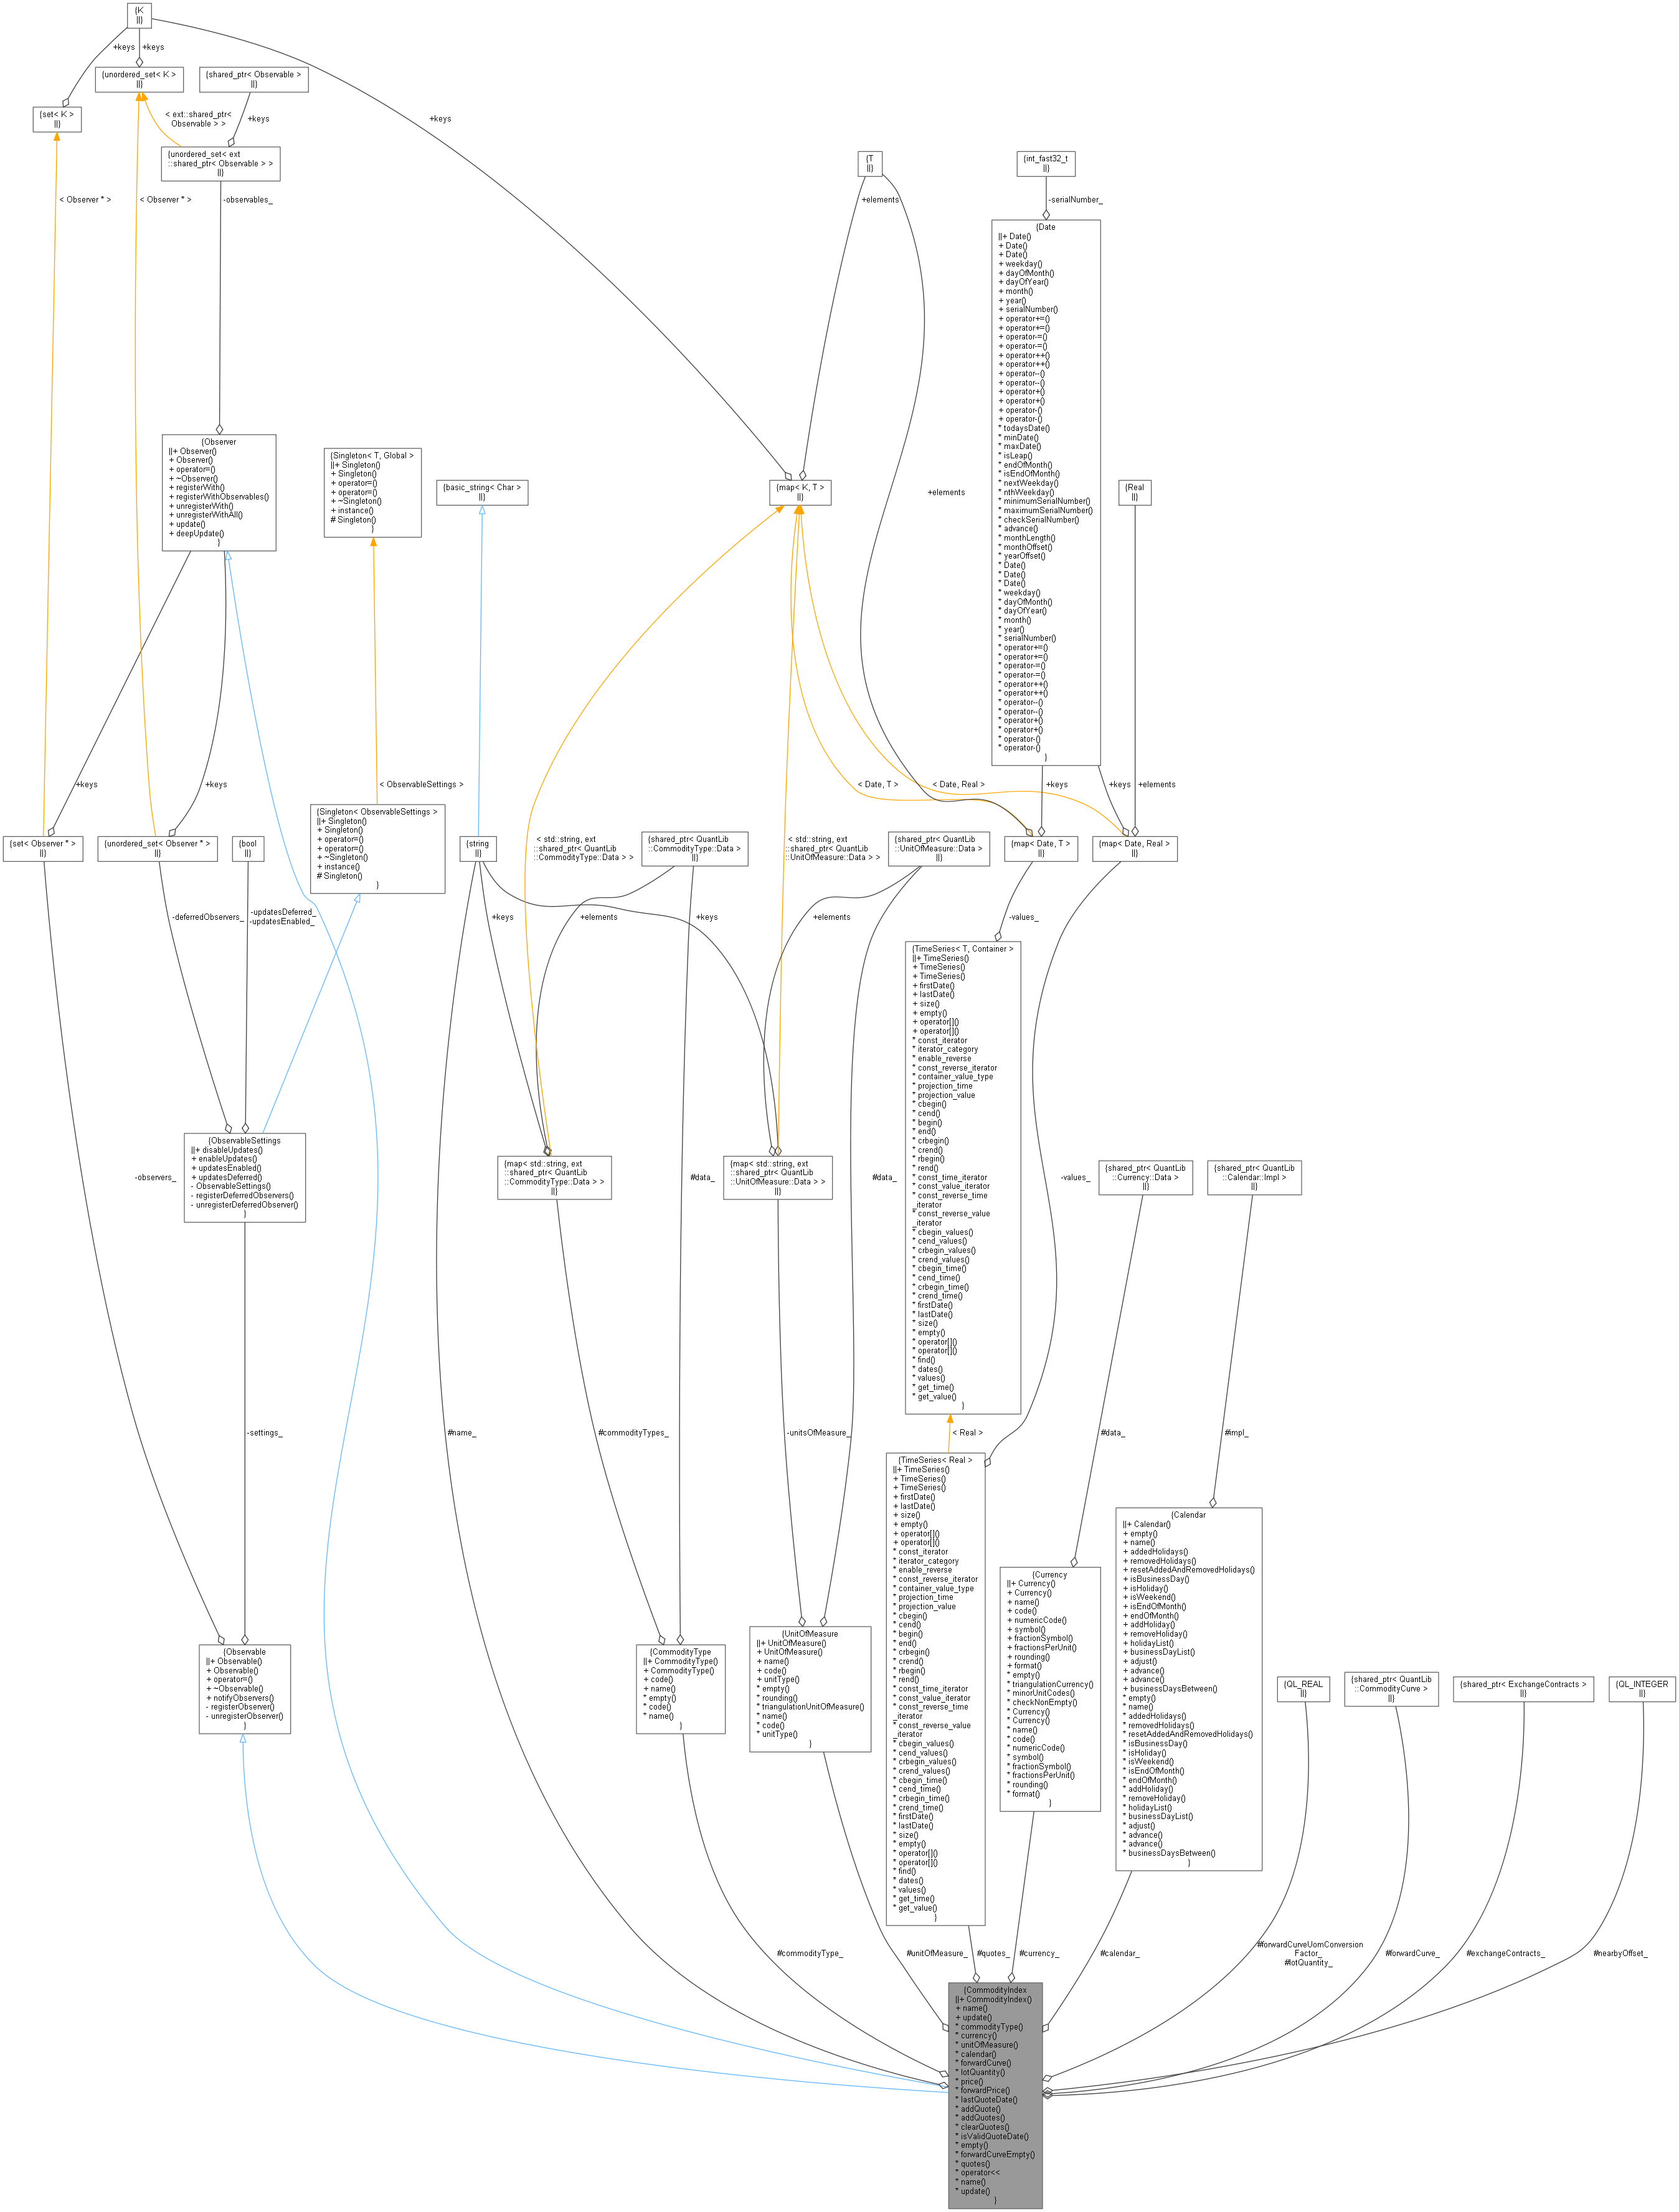 {K
||}
+keys
+keys
{unordered_set< K >
||}
{shared_ptr< Observable >
||}
{set< K >
||}
< ext::shared_ptr<
Observable > >
+keys
+keys
{unordered_set< ext
::shared_ptr< Observable > >
||}
{T
||}
{int_fast32_t
||}
< Observer * >
< Observer * >
-observables_
+elements
-serialNumber_
{Date
||+ Date()
+ Date()
+ Date()
+ weekday()
+ dayOfMonth()
+ dayOfYear()
+ month()
+ year()
+ serialNumber()
+ operator+=()
+ operator+=()
+ operator-=()
+ operator-=()
+ operator++()
+ operator++()
+ operator--()
+ operator--()
+ operator+()
+ operator+()
+ operator-()
+ operator-()
* todaysDate()
* minDate()
* maxDate()
* isLeap()
* endOfMonth()
* isEndOfMonth()
* nextWeekday()
* nthWeekday()
* minimumSerialNumber()
* maximumSerialNumber()
* checkSerialNumber()
* advance()
* monthLength()
* monthOffset()
* yearOffset()
* Date()
* Date()
* Date()
* weekday()
* dayOfMonth()
* dayOfYear()
* month()
* year()
* serialNumber()
* operator+=()
* operator+=()
* operator-=()
* operator-=()
* operator++()
* operator++()
* operator--()
* operator--()
* operator+()
* operator+()
* operator-()
* operator-()
}
{Observer
||+ Observer()
+ Observer()
+ operator=()
+ ~Observer()
+ registerWith()
+ registerWithObservables()
+ unregisterWith()
+ unregisterWithAll()
+ update()
+ deepUpdate()
}
{Singleton< T, Global >
||+ Singleton()
+ Singleton()
+ operator=()
+ operator=()
+ ~Singleton()
+ instance()
# Singleton()
}
{basic_string< Char >
||}
{map< K, T >
||}
+elements
{Real
||}
+keys
+keys
< ObservableSettings >
< Date, T >
< Date, Real >
+keys
+keys
+elements
{Singleton< ObservableSettings >
||+ Singleton()
+ Singleton()
+ operator=()
+ operator=()
+ ~Singleton()
+ instance()
# Singleton()
}
{set< Observer * >
||}
{unordered_set< Observer * >
||}
{bool
||}
{string
||}
< std::string, ext
::shared_ptr< QuantLib
::CommodityType::Data > >
{shared_ptr< QuantLib
::CommodityType::Data >
||}
< std::string, ext
::shared_ptr< QuantLib
::UnitOfMeasure::Data > >
{shared_ptr< QuantLib
::UnitOfMeasure::Data >
||}
{map< Date, T >
||}
{map< Date, Real >
||}
-deferredObservers_
-updatesDeferred_
-updatesEnabled_
+keys
+elements
+keys
+elements
-values_
{TimeSeries< T, Container >
||+ TimeSeries()
+ TimeSeries()
+ TimeSeries()
+ firstDate()
+ lastDate()
+ size()
+ empty()
+ operator[]()
+ operator[]()
* const_iterator
* iterator_category
* enable_reverse
* const_reverse_iterator
* container_value_type
* projection_time
* projection_value
* cbegin()
* cend()
* begin()
* end()
* crbegin()
* crend()
* rbegin()
* rend()
* const_time_iterator
* const_value_iterator
* const_reverse_time
_iterator
* const_reverse_value
_iterator
* cbegin_values()
* cend_values()
* crbegin_values()
* crend_values()
* cbegin_time()
* cend_time()
* crbegin_time()
* crend_time()
* firstDate()
* lastDate()
* size()
* empty()
* operator[]()
* operator[]()
* find()
* dates()
* values()
* get_time()
* get_value()
}
-observers_
{ObservableSettings
||+ disableUpdates()
+ enableUpdates()
+ updatesEnabled()
+ updatesDeferred()
- ObservableSettings()
- registerDeferredObservers()
- unregisterDeferredObserver()
}
{map< std::string, ext
::shared_ptr< QuantLib
::CommodityType::Data > >
||}
#data_
{map< std::string, ext
::shared_ptr< QuantLib
::UnitOfMeasure::Data > >
||}
#data_
-values_
{shared_ptr< QuantLib
::Currency::Data >
||}
{shared_ptr< QuantLib
::Calendar::Impl >
||}
-settings_
#name_
#commodityTypes_
-unitsOfMeasure_
< Real >
#data_
#impl_
{TimeSeries< Real >
||+ TimeSeries()
+ TimeSeries()
+ TimeSeries()
+ firstDate()
+ lastDate()
+ size()
+ empty()
+ operator[]()
+ operator[]()
* const_iterator
* iterator_category
* enable_reverse
* const_reverse_iterator
* container_value_type
* projection_time
* projection_value
* cbegin()
* cend()
* begin()
* end()
* crbegin()
* crend()
* rbegin()
* rend()
* const_time_iterator
* const_value_iterator
* const_reverse_time
_iterator
* const_reverse_value
_iterator
* cbegin_values()
* cend_values()
* crbegin_values()
* crend_values()
* cbegin_time()
* cend_time()
* crbegin_time()
* crend_time()
* firstDate()
* lastDate()
* size()
* empty()
* operator[]()
* operator[]()
* find()
* dates()
* values()
* get_time()
* get_value()
}
{Currency
||+ Currency()
+ Currency()
+ name()
+ code()
+ numericCode()
+ symbol()
+ fractionSymbol()
+ fractionsPerUnit()
+ rounding()
+ format()
* empty()
* triangulationCurrency()
* minorUnitCodes()
* checkNonEmpty()
* Currency()
* Currency()
* name()
* code()
* numericCode()
* symbol()
* fractionSymbol()
* fractionsPerUnit()
* rounding()
* format()
}
{Calendar
||+ Calendar()
+ empty()
+ name()
+ addedHolidays()
+ removedHolidays()
+ resetAddedAndRemovedHolidays()
+ isBusinessDay()
+ isHoliday()
+ isWeekend()
+ isEndOfMonth()
+ endOfMonth()
+ addHoliday()
+ removeHoliday()
+ holidayList()
+ businessDayList()
+ adjust()
+ advance()
+ advance()
+ businessDaysBetween()
* empty()
* name()
* addedHolidays()
* removedHolidays()
* resetAddedAndRemovedHolidays()
* isBusinessDay()
* isHoliday()
* isWeekend()
* isEndOfMonth()
* endOfMonth()
* addHoliday()
* removeHoliday()
* holidayList()
* businessDayList()
* adjust()
* advance()
* advance()
* businessDaysBetween()
}
{Observable
||+ Observable()
+ Observable()
+ operator=()
+ ~Observable()
+ notifyObservers()
- registerObserver()
- unregisterObserver()
}
{CommodityType
||+ CommodityType()
+ CommodityType()
+ code()
+ name()
* empty()
* code()
* name()
}
{UnitOfMeasure
||+ UnitOfMeasure()
+ UnitOfMeasure()
+ name()
+ code()
+ unitType()
* empty()
* rounding()
* triangulationUnitOfMeasure()
* name()
* code()
* unitType()
}
{QL_REAL
||}
{shared_ptr< QuantLib
::CommodityCurve >
||}
{shared_ptr< ExchangeContracts >
||}
{QL_INTEGER
||}
#commodityType_
#unitOfMeasure_
#quotes_
#currency_
#calendar_
#forwardCurveUomConversion
Factor_
#lotQuantity_
#forwardCurve_
#exchangeContracts_
#nearbyOffset_
{CommodityIndex
||+ CommodityIndex()
+ name()
+ update()
* commodityType()
* currency()
* unitOfMeasure()
* calendar()
* forwardCurve()
* lotQuantity()
* price()
* forwardPrice()
* lastQuoteDate()
* addQuote()
* addQuotes()
* clearQuotes()
* isValidQuoteDate()
* empty()
* forwardCurveEmpty()
* quotes()
* operator<<
* name()
* update()
}